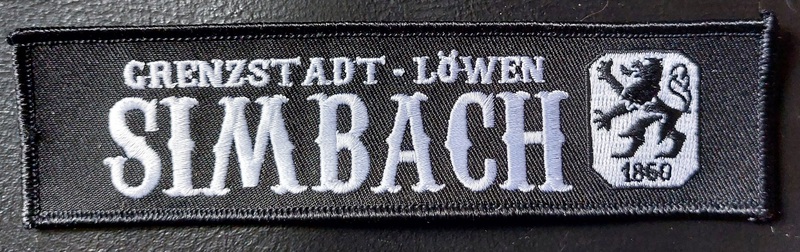 GRENZSTADT - LÖWEN
SIMBACH
1860